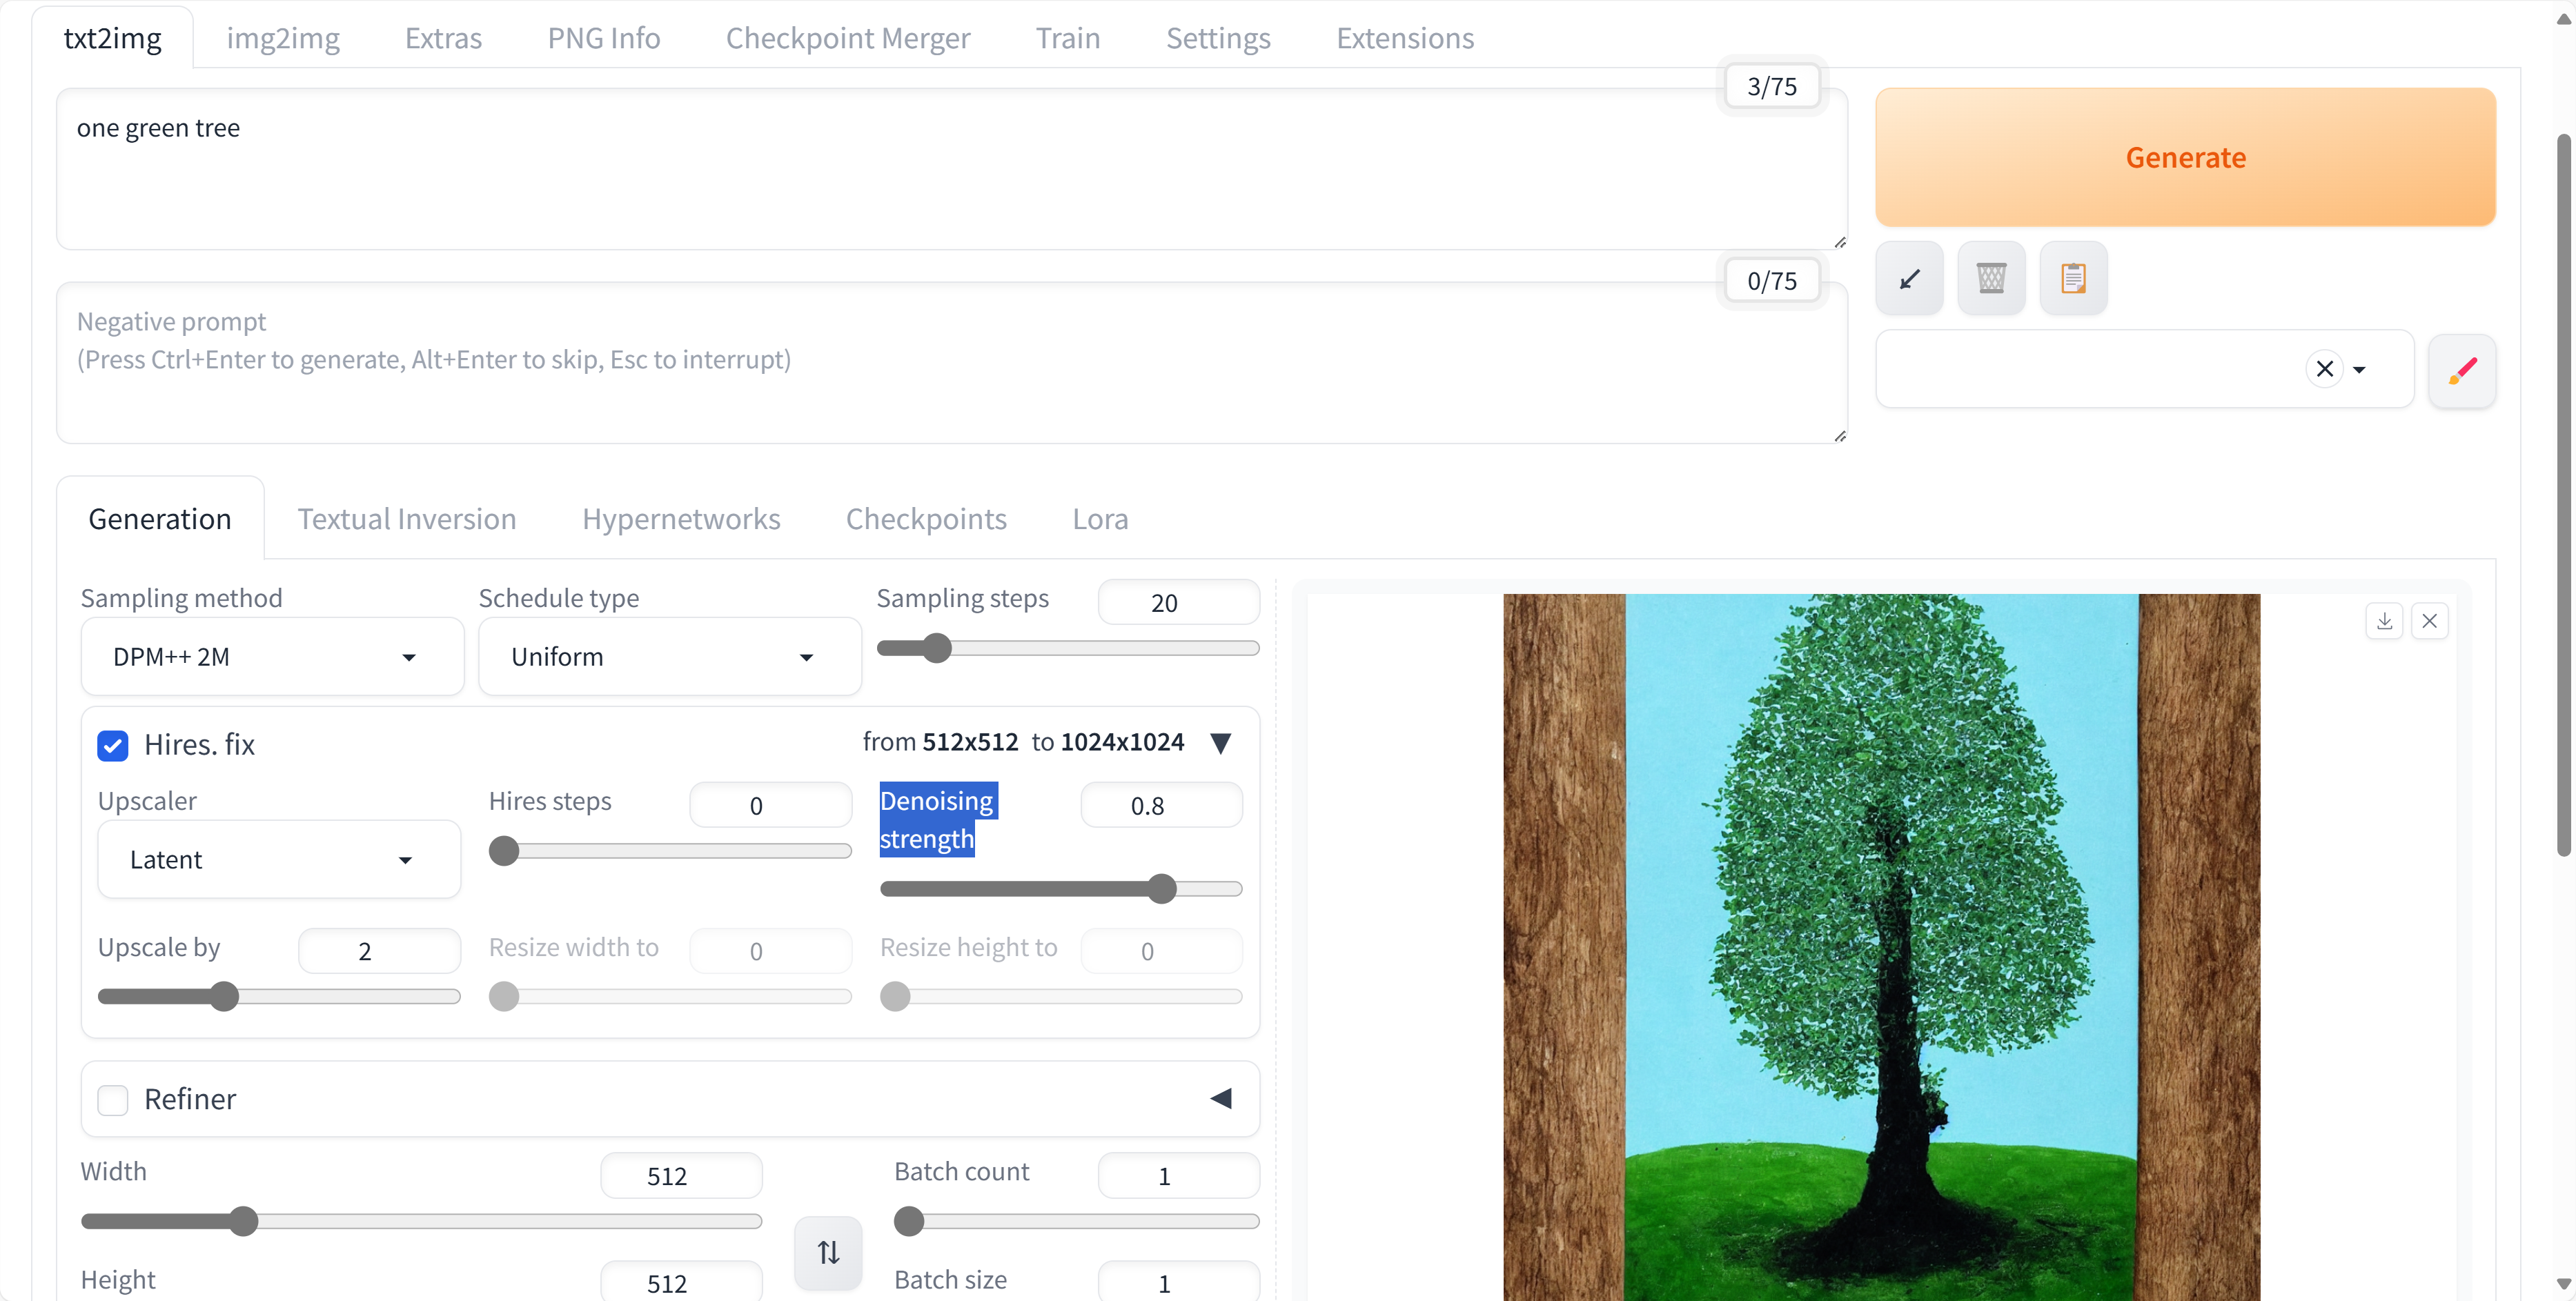 txt2img img2img Extras PNG Info Checkpoint Merger Train Settings Extensions
3/75
one green tree
Generate
0/75
Negative prompt
(Press Ctrl+Enter to generate, Alt+Enter to skip, Esc to interrupt)
Generation Textual Inversion Hypernetworks Checkpoints Lora
Sampling method Schedule type Sampling steps 20
DPM++ 2M Uniform
Hires. fix from 512x512 to 1024x1024
Upscaler Hires steps 0 Denoising 0.8
strength
Latent
Upscale by 2 Resize width to 0 Resize height to 0
Refiner
Width 512 Batch count 1
Height 512 Batch size 1